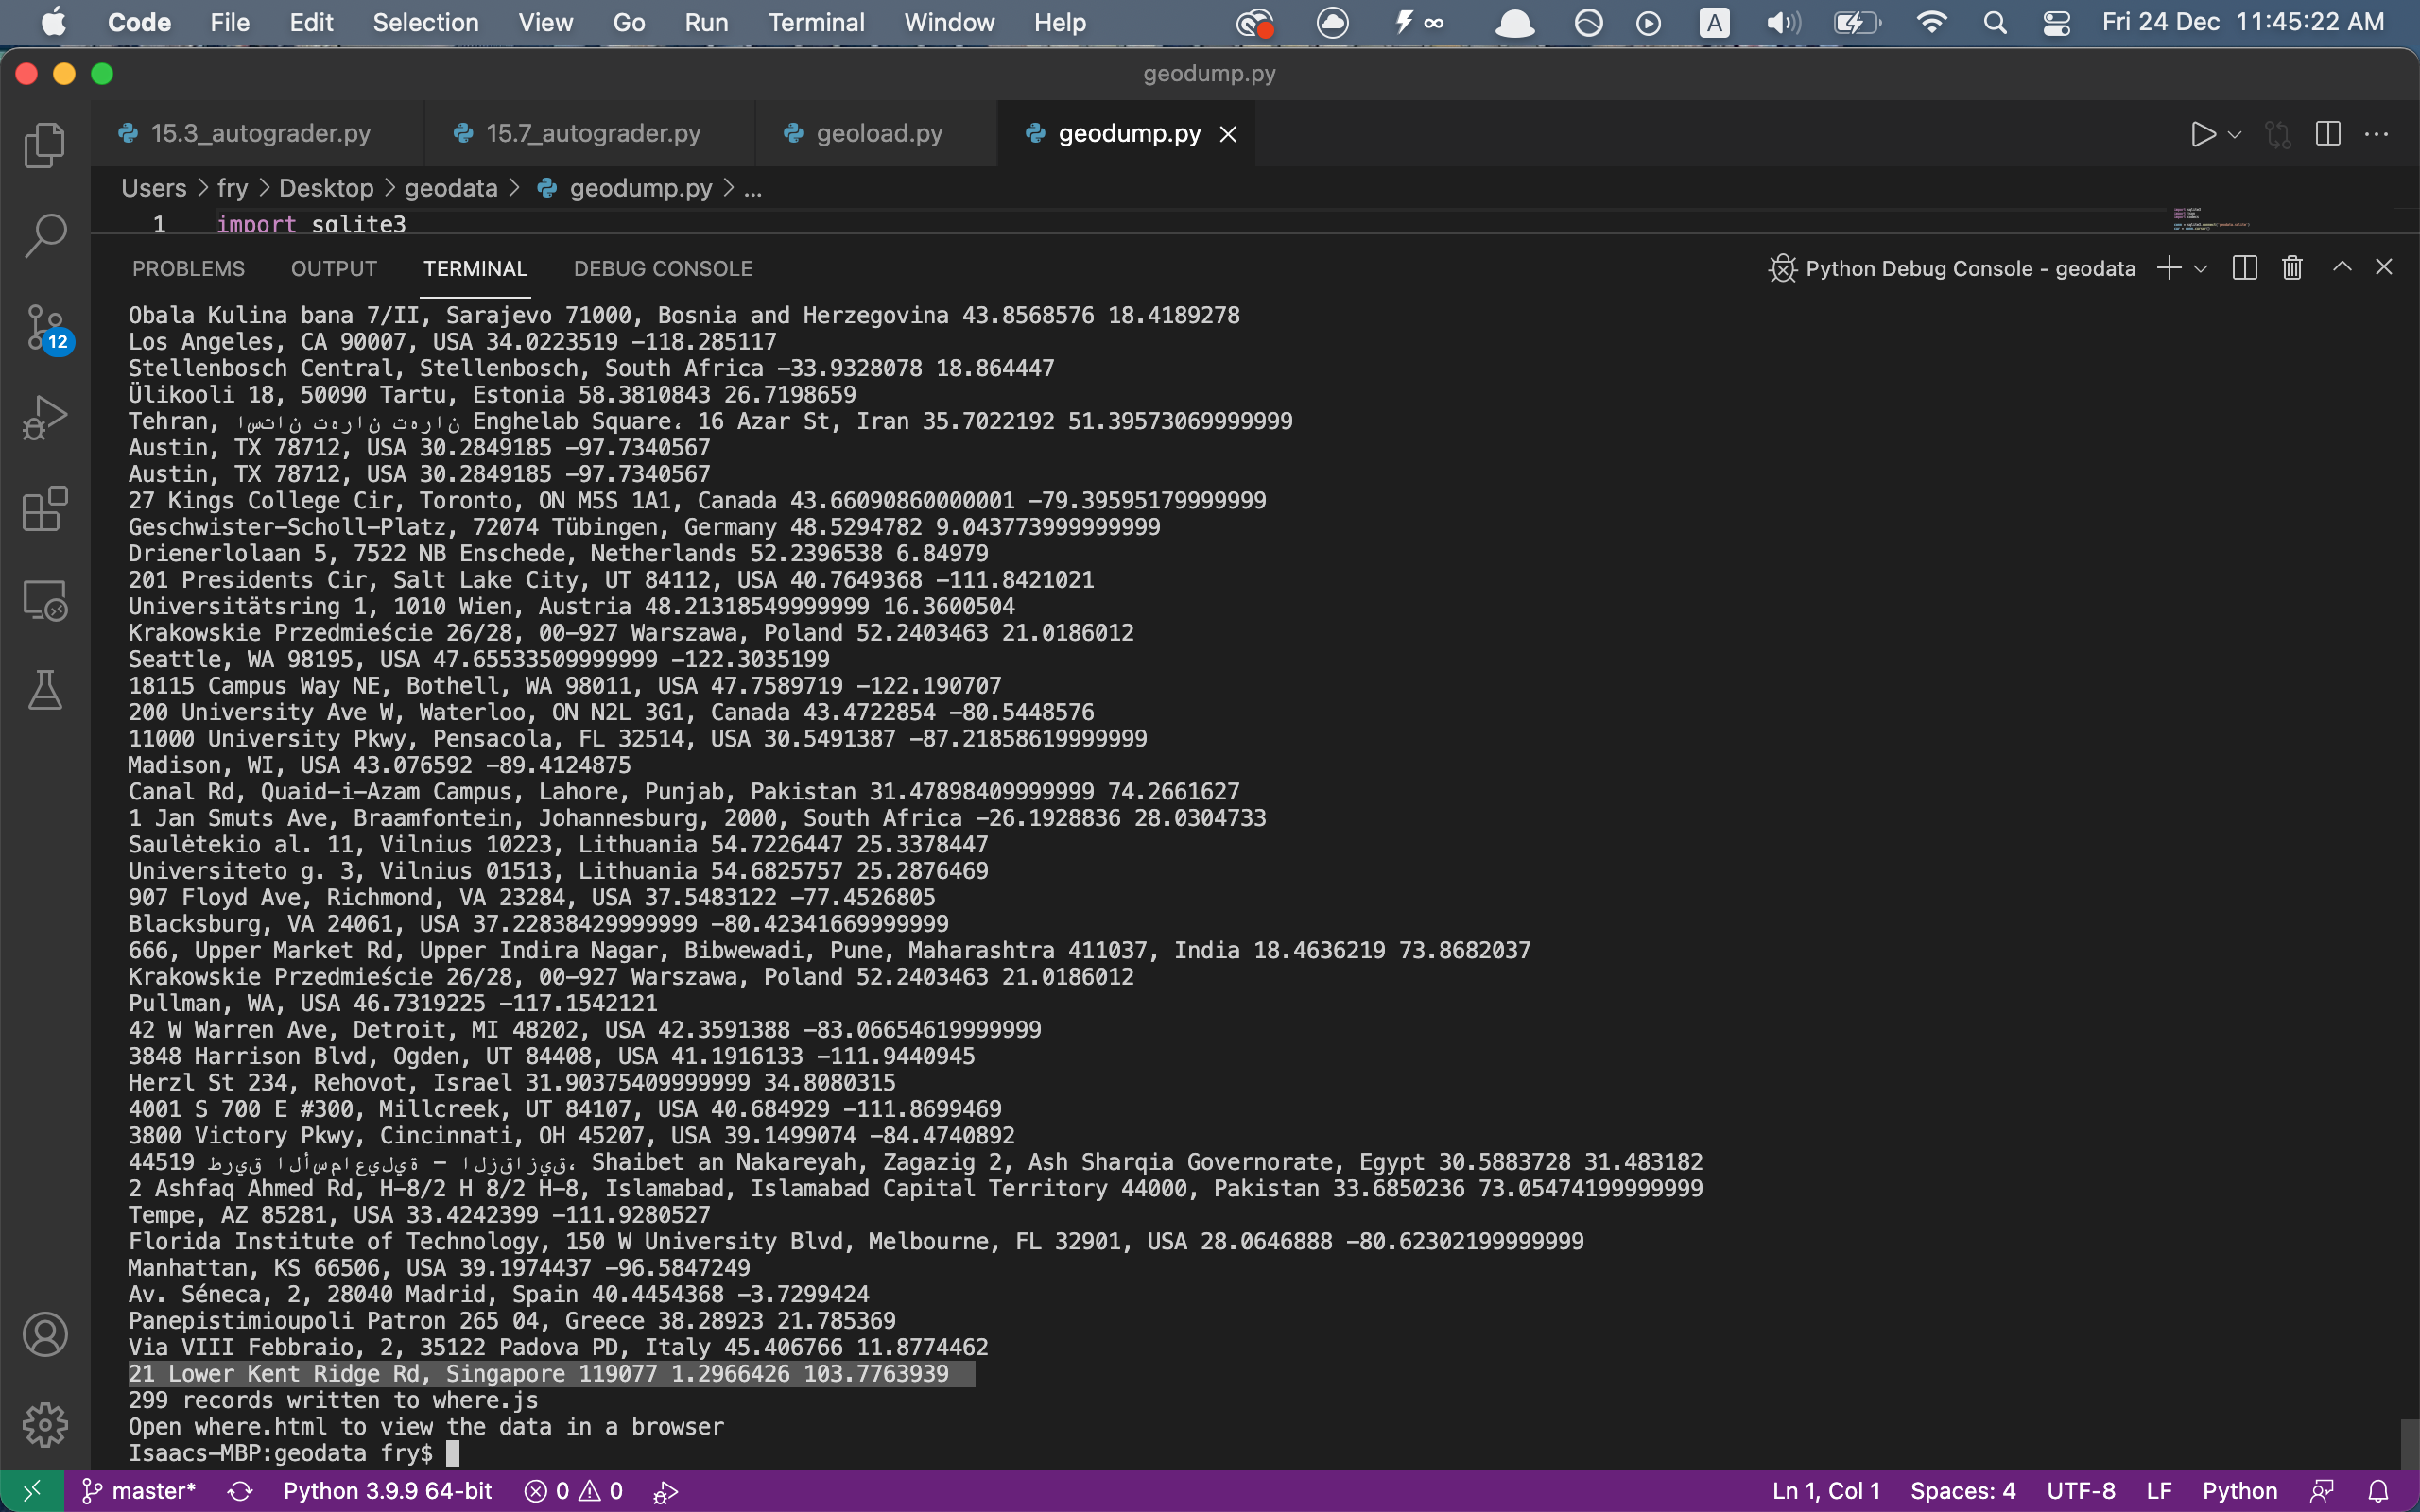 Code File Edit Selection View Go Run Terminal Window Help A Fri 24 Dec 11:45:22 AM
geodump.py
15.3_autograder.py 15.7_autograder.py geoload.py geodump.py
Users > fry > Desktop > geodata > geodump.py > ...
1 import sqlite3
PROBLEMS OUTPUT TERMINAL DEBUG CONSOLE Python Debug Console - geodata
12
Obala Kulina bana 7/II, Sarajevo 71000, Bosnia and Herzegovina 43.8568576 18.4189278
Los Angeles, CA 90007, USA 34.0223519 -118.285117
Stellenbosch Central, Stellenbosch, South Africa -33.9328078 18.864447
Ülikooli 18, 50090 Tartu, Estonia 58.3810843 26.7198659
Tehran, استان تهران تهران Enghelab Square، 16 Azar St, Iran 35.7022192 51.39573069999999
Austin, TX 78712, USA 30.2849185 -97.7340567
Austin, TX 78712, USA 30.2849185 -97.7340567
27 Kings College Cir, Toronto, ON M5S 1A1, Canada 43.66090860000001 -79.39595179999999
Geschwister-Scholl-Platz, 72074 Tübingen, Germany 48.5294782 9.043773999999999
Drienerlolaan 5, 7522 NB Enschede, Netherlands 52.2396538 6.84979
201 Presidents Cir, Salt Lake City, UT 84112, USA 40.7649368 -111.8421021
Universitätsring 1, 1010 Wien, Austria 48.21318549999999 16.3600504
Krakowskie Przedmieście 26/28, 00-927 Warszawa, Poland 52.2403463 21.0186012
Seattle, WA 98195, USA 47.65533509999999 -122.3035199
18115 Campus Way NE, Bothell, WA 98011, USA 47.7589719 -122.190707
200 University Ave W, Waterloo, ON N2L 3G1, Canada 43.4722854 -80.5448576
11000 University Pkwy, Pensacola, FL 32514, USA 30.5491387 -87.21858619999999
Madison, WI, USA 43.076592 -89.4124875
Canal Rd, Quaid-i-Azam Campus, Lahore, Punjab, Pakistan 31.47898409999999 74.2661627
1 Jan Smuts Ave, Braamfontein, Johannesburg, 2000, South Africa -26.1928836 28.0304733
Saulėtekio al. 11, Vilnius 10223, Lithuania 54.7226447 25.3378447
Universiteto g. 3, Vilnius 01513, Lithuania 54.6825757 25.2876469
907 Floyd Ave, Richmond, VA 23284, USA 37.5483122 -77.4526805
Blacksburg, VA 24061, USA 37.22838429999999 -80.42341669999999
666, Upper Market Rd, Upper Indira Nagar, Bibwewadi, Pune, Maharashtra 411037, India 18.4636219 73.8682037
Krakowskie Przedmieście 26/28, 00-927 Warszawa, Poland 52.2403463 21.0186012
Pullman, WA, USA 46.7319225 -117.1542121
42 W Warren Ave, Detroit, MI 48202, USA 42.3591388 -83.06654619999999
3848 Harrison Blvd, Ogden, UT 84408, USA 41.1916133 -111.9440945
Herzl St 234, Rehovot, Israel 31.90375409999999 34.8080315
4001 S 700 E #300, Millcreek, UT 84107, USA 40.684929 -111.8699469
3800 Victory Pkwy, Cincinnati, OH 45207, USA 39.1499074 -84.4740892
44519 طريق الأسماعيلية - الزقازيق، Shaibet an Nakareyah, Zagazig 2, Ash Sharqia Governorate, Egypt 30.5883728 31.483182
2 Ashfaq Ahmed Rd, H-8/2 H 8/2 H-8, Islamabad, Islamabad Capital Territory 44000, Pakistan 33.6850236 73.05474199999999
Tempe, AZ 85281, USA 33.4242399 -111.9280527
Florida Institute of Technology, 150 W University Blvd, Melbourne, FL 32901, USA 28.0646888 -80.62302199999999
Manhattan, KS 66506, USA 39.1974437 -96.5847249
Av. Séneca, 2, 28040 Madrid, Spain 40.4454368 -3.7299424
Panepistimioupoli Patron 265 04, Greece 38.28923 21.785369
Via VIII Febbraio, 2, 35122 Padova PD, Italy 45.406766 11.8774462
21 Lower Kent Ridge Rd, Singapore 119077 1.2966426 103.7763939
299 records written to where.js
Open where.html to view the data in a browser
Isaacs-MBP:geodata fry$
master* Python 3.9.9 64-bit 0 0 Ln 1, Col 1 Spaces: 4 UTF-8 LF Python